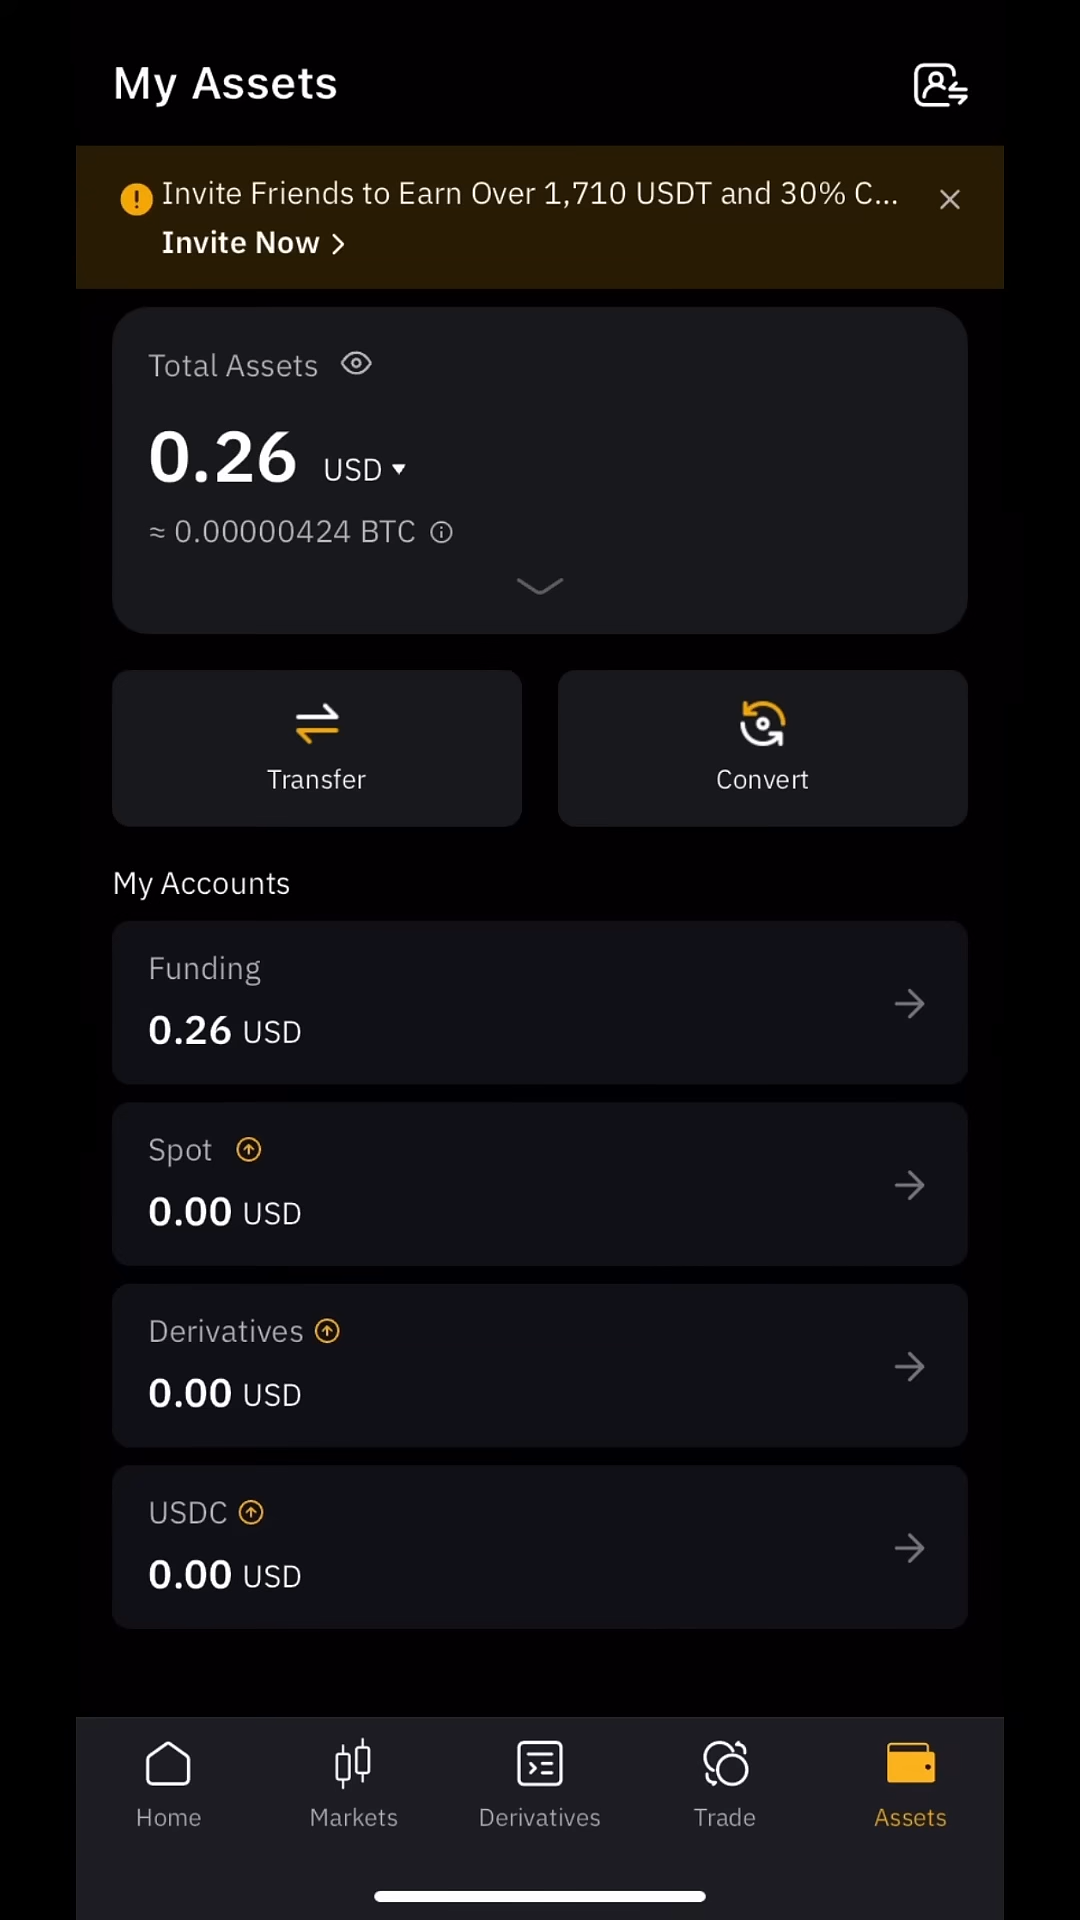 My Assets
Invite Friends to Earn Over 1,710 USDT and 30% C...
Invite Now >
Total Assets
0.26 USD
≈ 0.00000424 BTC
Transfer
Convert
My Accounts
Funding
0.26 USD
Spot
0.00 USD
Derivatives
0.00 USD
USDC
0.00 USD
Home
Markets
Derivatives
Trade
Assets